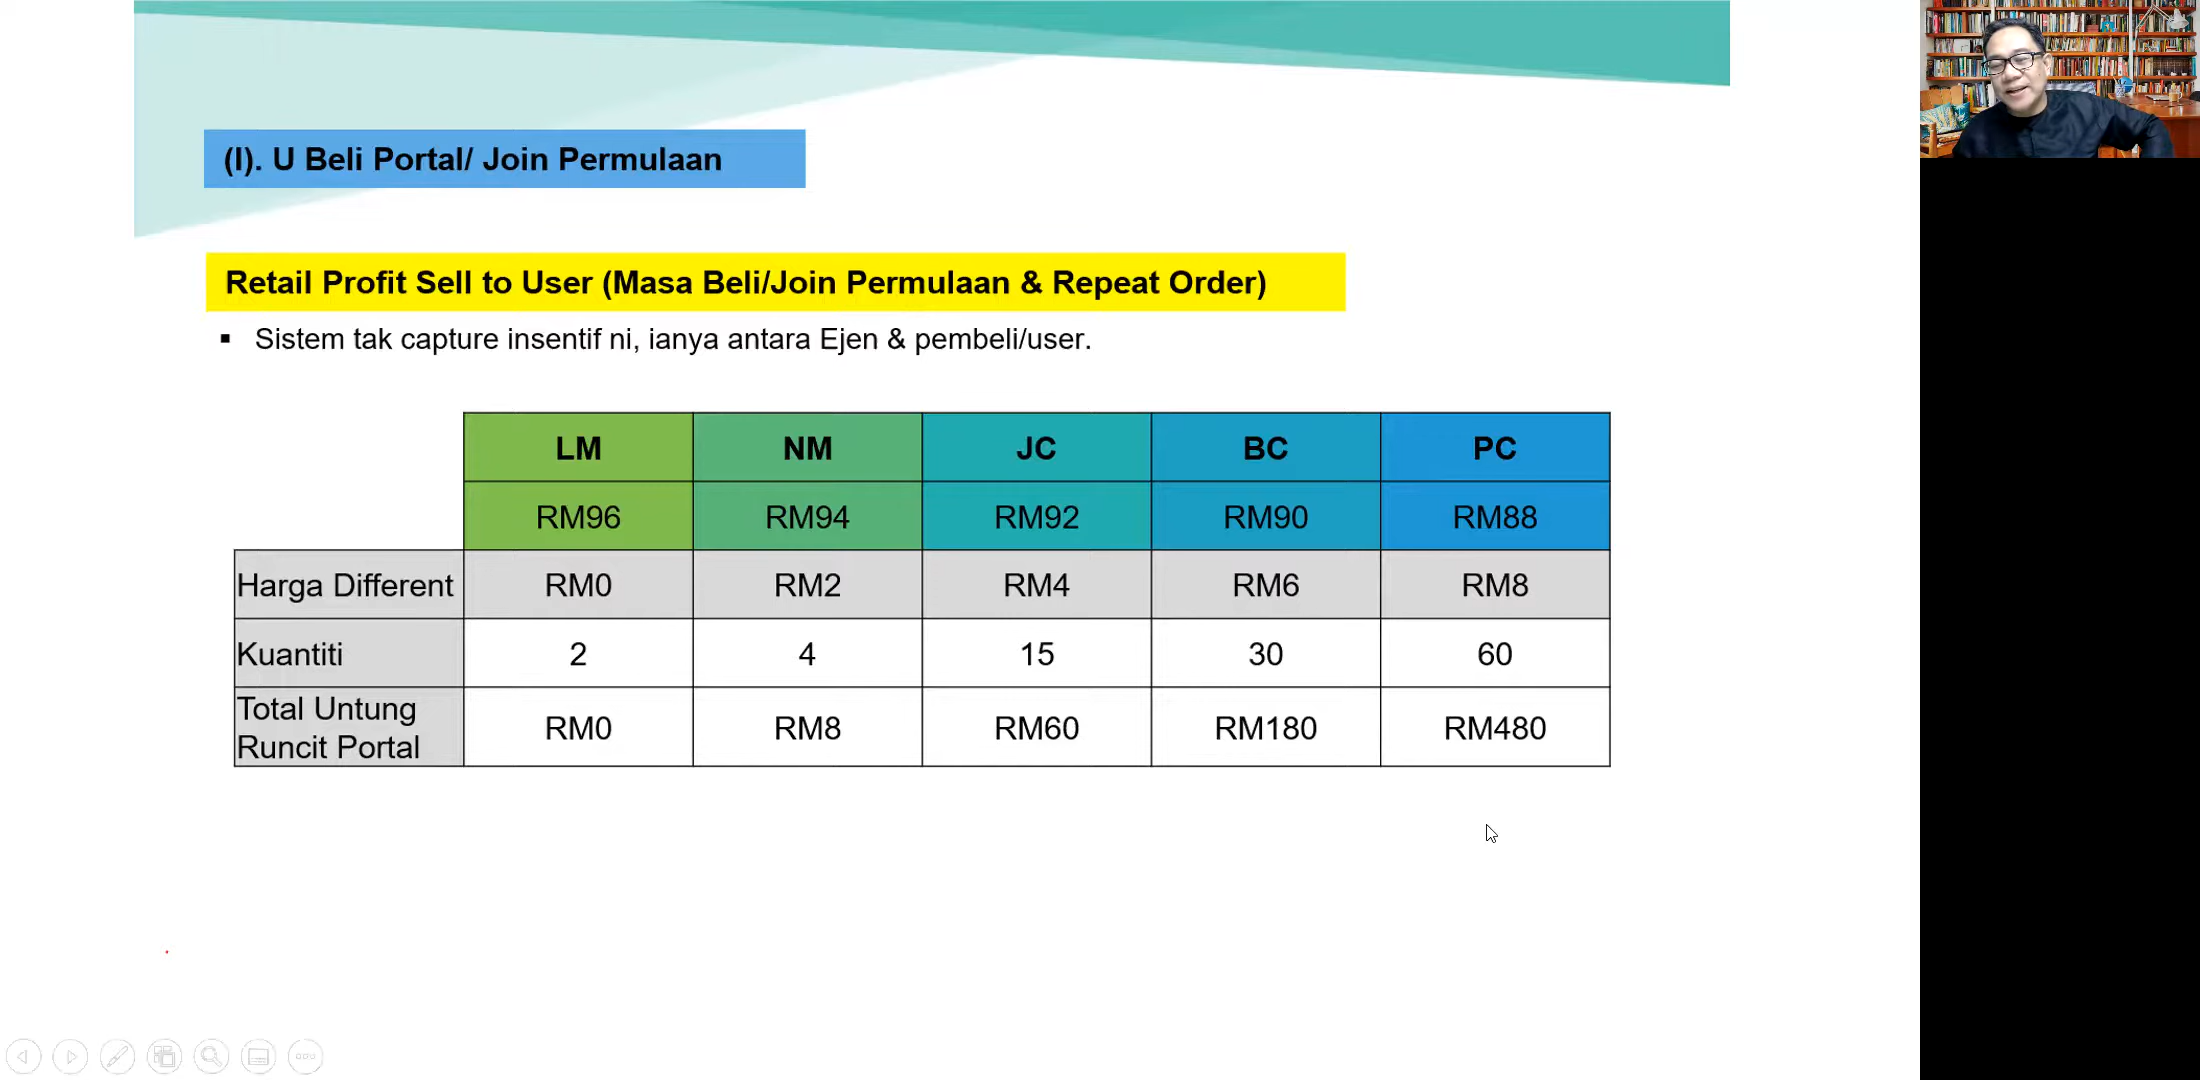 (I). U Beli Portal/ Join Permulaan
Retail Profit Sell to User (Masa Beli/Join Permulaan & Repeat Order)
▪ Sistem tak capture insentif ni, ianya antara Ejen & pembeli/user.
LM NM JC BC PC
RM96 RM94 RM92 RM90 RM88
Harga Different RM0 RM2 RM4 RM6 RM8
Kuantiti 2 4 15 30 60
Total Untung
Runcit Portal RM0 RM8 RM60 RM180 RM480